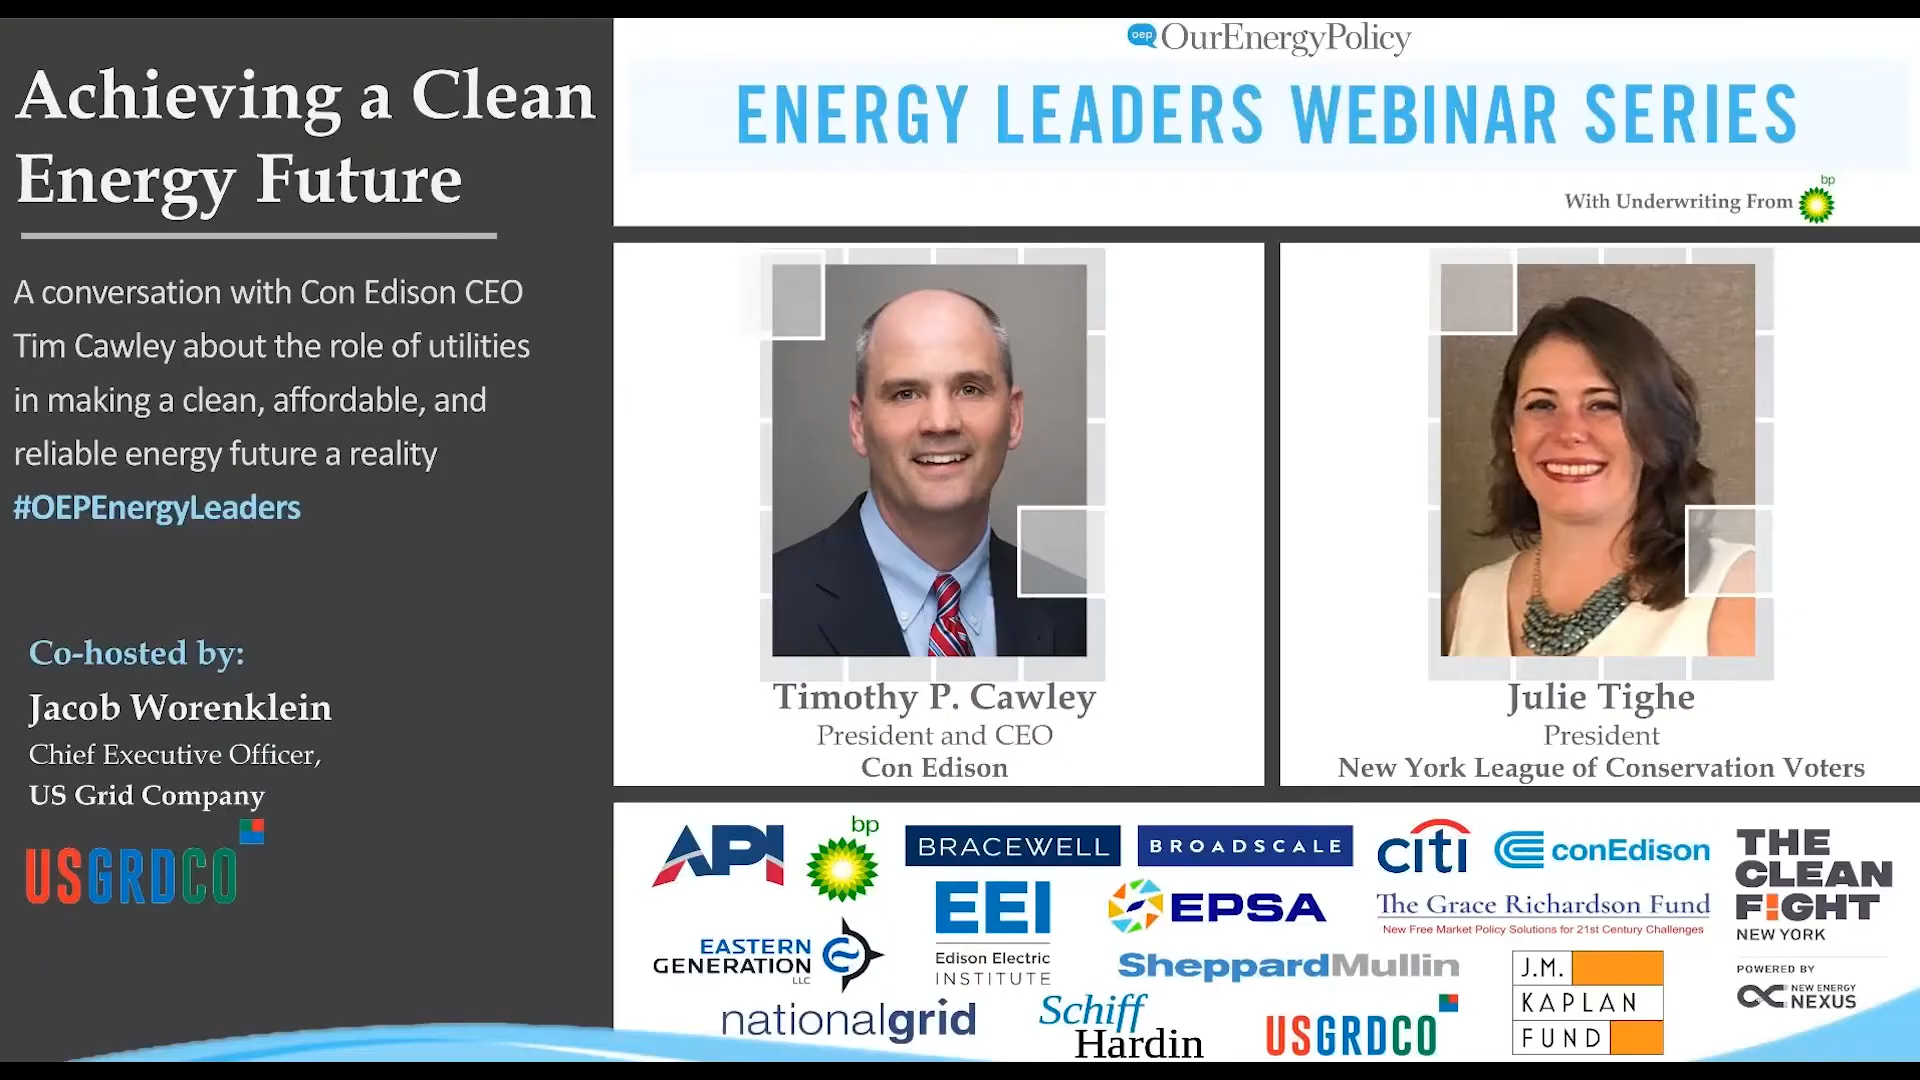 Achieving a Clean
Energy Future
A conversation with Con Edison CEO
Tim Cawley about the role of utilities
in making a clean, affordable, and
reliable energy future a reality
#OEPEnergyLeaders
Co-hosted by:
Jacob Worenklein
Chief Executive Officer,
US Grid Company
USGRDCO
oep OurEnergyPolicy
ENERGY LEADERS WEBINAR SERIES
With Underwriting From bp
Timothy P. Cawley
President and CEO
Con Edison
Julie Tighe
President
New York League of Conservation Voters
API
bp
BRACEWELL
BROADSCALE
citi
conEdison
THE
CLEAN
F!GHT
NEW YORK
POWERED BY
NEW ENERGY
NEXUS
EEI
Edison Electric
INSTITUTE
EPSA
The Grace Richardson Fund
New Free Market Policy Solutions for 21st Century Challenges
EASTERN
GENERATION
LLC
SheppardMullin
J.M.
KAPLAN
FUND
nationalgrid
Schiff
Hardin
USGRDCO